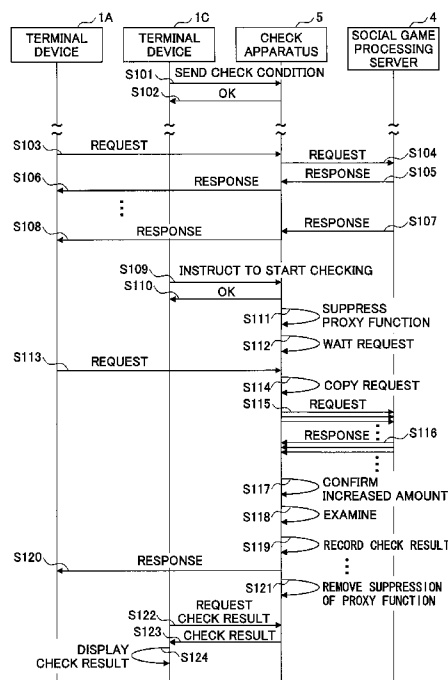 1A
1C
5
4
TERMINAL DEVICE
TERMINAL DEVICE
CHECK APPARATUS
SOCIAL GAME PROCESSING SERVER
S101
SEND CHECK CONDITION
S102
OK
S103
REQUEST
REQUEST
S104
S106
RESPONSE
RESPONSE
S105
S108
RESPONSE
RESPONSE
S107
S109
INSTRUCT TO START CHECKING
S110
OK
S111
SUPPRESS PROXY FUNCTION
S112
WAIT REQUEST
S113
REQUEST
S114
COPY REQUEST
S115
REQUEST
RESPONSE
S116
S117
CONFIRM INCREASED AMOUNT
S118
EXAMINE
S119
RECORD CHECK RESULT
S120
RESPONSE
S121
REMOVE SUPPRESSION OF PROXY FUNCTION
S122
REQUEST CHECK RESULT
S123
CHECK RESULT
DISPLAY CHECK RESULT
S124